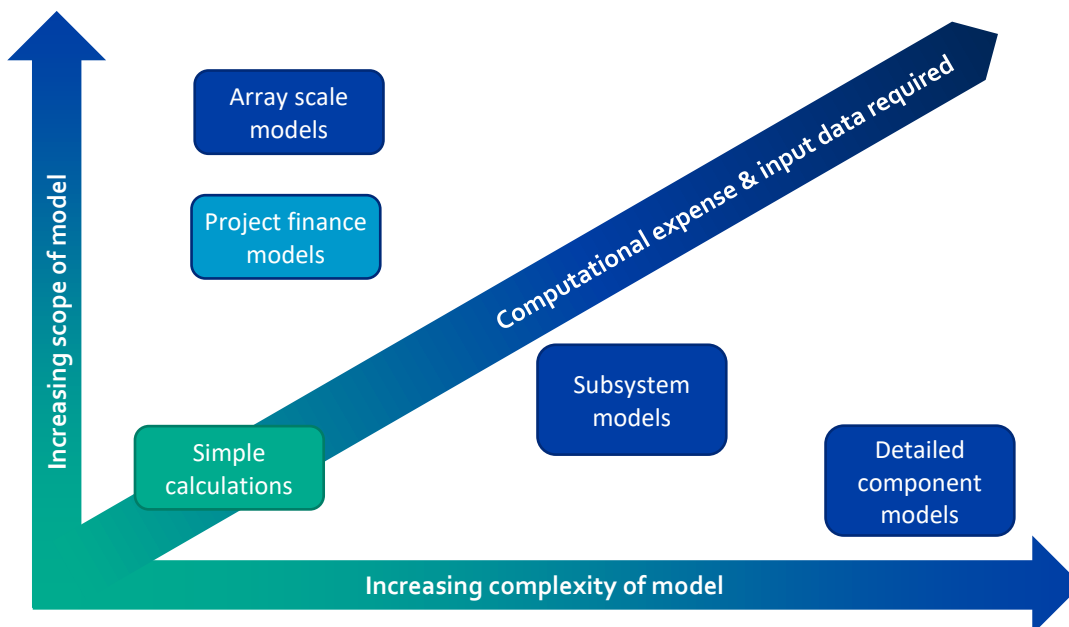 Increasing scope of model
Array scale
models
Project finance
models
Computational expense & input data required
Simple
calculations
Subsystem
models
Detailed
component
models
Increasing complexity of model